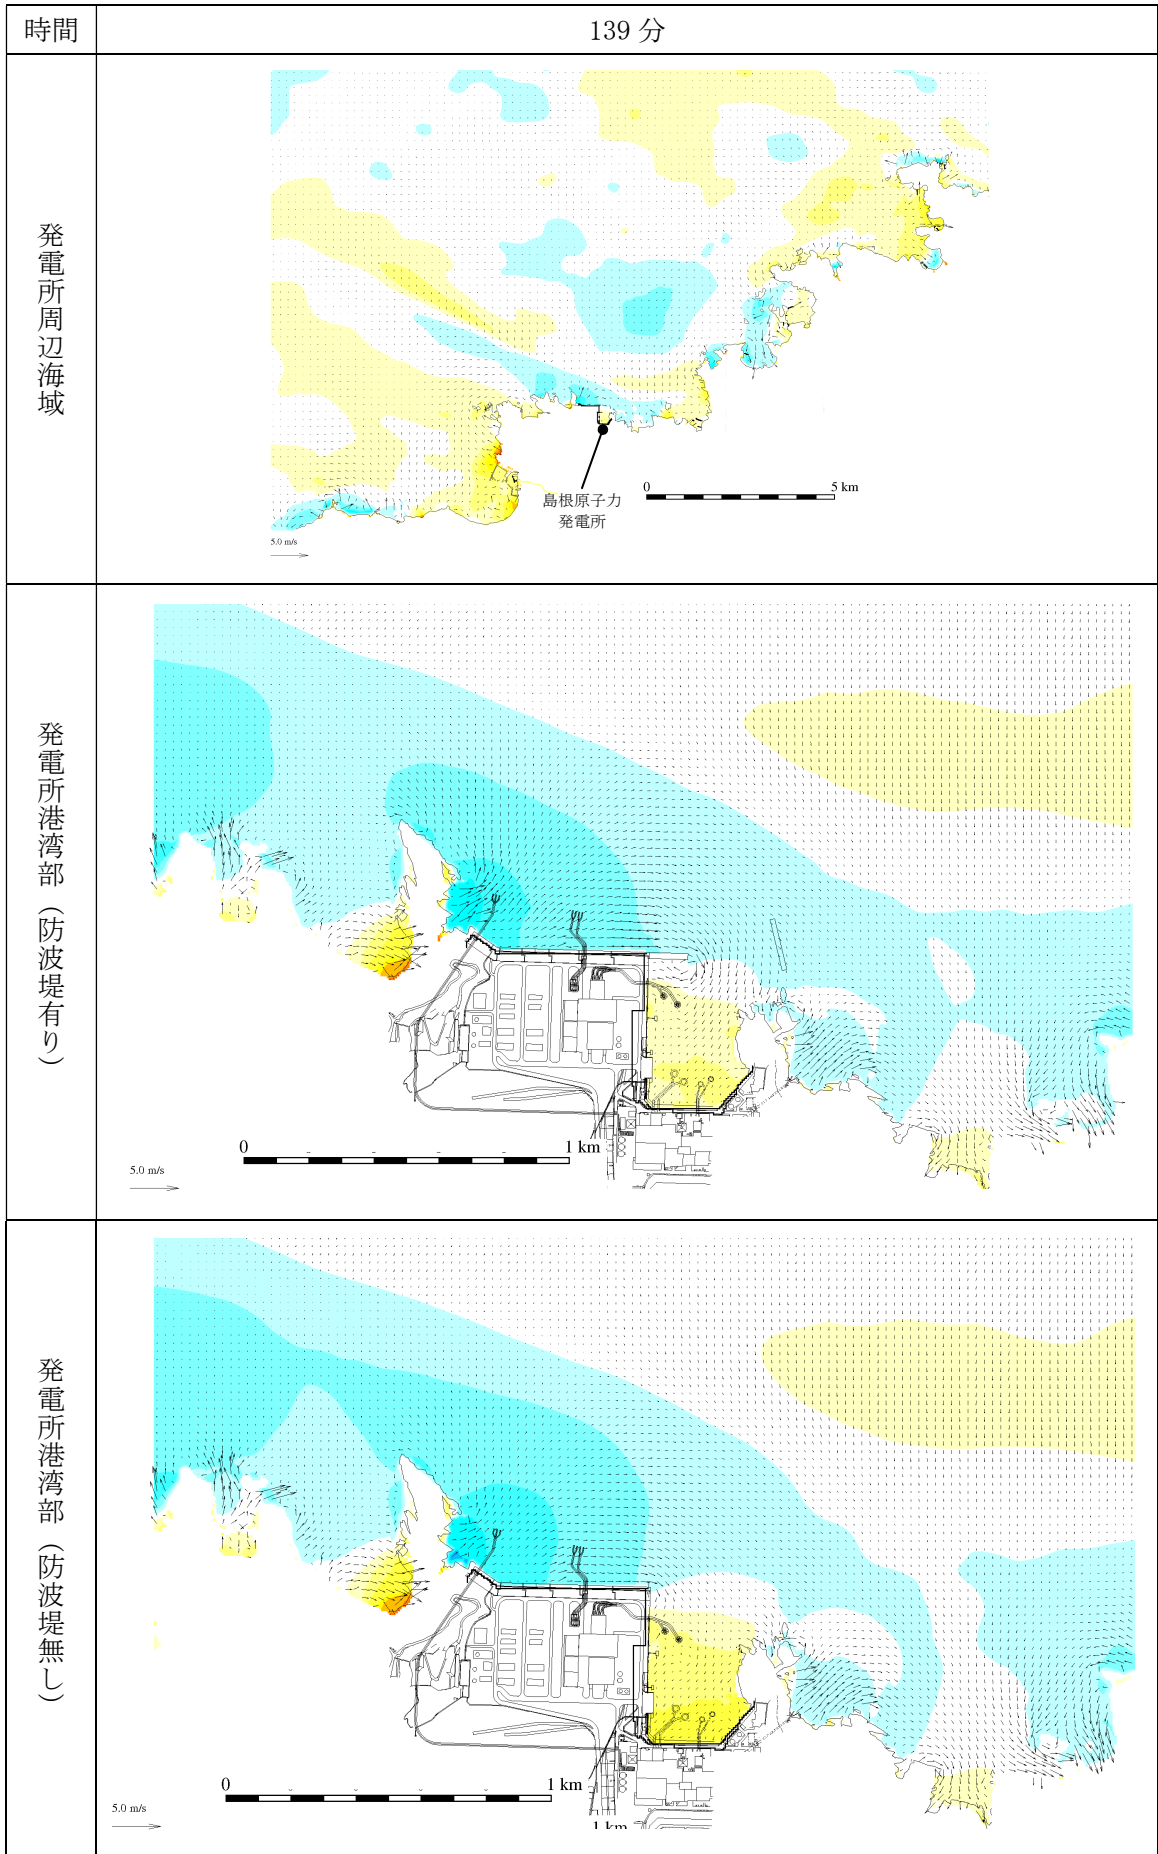 時間
139 分
発電所周辺海域
島根原子力
発電所
0
5 km
5.0 m/s
発電所港湾部（防波堤有り）
0
1 km
5.0 m/s
発電所港湾部（防波堤無し）
0
1 km
5.0 m/s
1 km